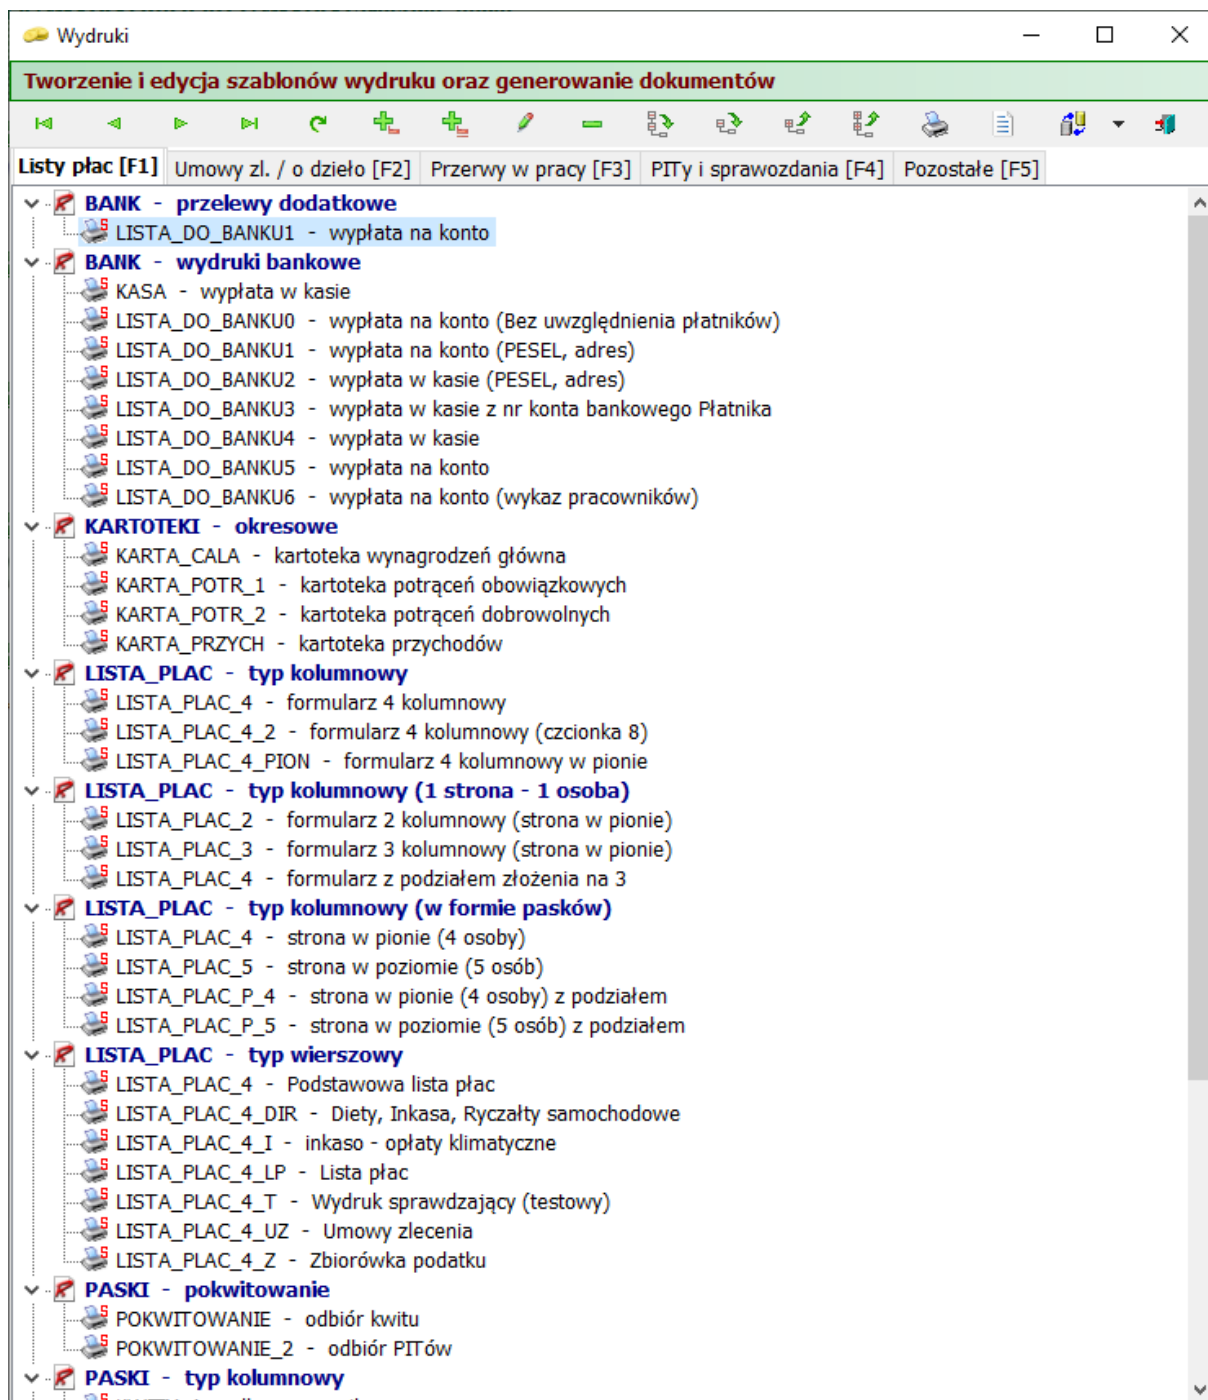 Wydruki
Tworzenie i edycja szablonów wydruku oraz generowanie dokumentów
Listy płac [F1] Umowy zl. / o dzieło [F2] Przerwy w pracy [F3] PITy i sprawozdania [F4] Pozostałe [F5]
BANK - przelewy dodatkowe
LISTA_DO_BANKU1 - wypłata na konto
BANK - wydruki bankowe
KASA - wypłata w kasie
LISTA_DO_BANKU0 - wypłata na konto (Bez uwzględnienia płatników)
LISTA_DO_BANKU1 - wypłata na konto (PESEL, adres)
LISTA_DO_BANKU2 - wypłata w kasie (PESEL, adres)
LISTA_DO_BANKU3 - wypłata w kasie z nr konta bankowego Płatnika
LISTA_DO_BANKU4 - wypłata w kasie
LISTA_DO_BANKU5 - wypłata na konto
LISTA_DO_BANKU6 - wypłata na konto (wykaz pracowników)
KARTOTEKI - okresowe
KARTA_CALA - kartoteka wynagrodzeń główna
KARTA_POTR_1 - kartoteka potrąceń obowiązkowych
KARTA_POTR_2 - kartoteka potrąceń dobrowolnych
KARTA_PRZYCH - kartoteka przychodów
LISTA_PLAC - typ kolumnowy
LISTA_PLAC_4 - formularz 4 kolumnowy
LISTA_PLAC_4_2 - formularz 4 kolumnowy (czcionka 8)
LISTA_PLAC_4_PION - formularz 4 kolumnowy w pionie
LISTA_PLAC - typ kolumnowy (1 strona - 1 osoba)
LISTA_PLAC_2 - formularz 2 kolumnowy (strona w pionie)
LISTA_PLAC_3 - formularz 3 kolumnowy (strona w pionie)
LISTA_PLAC_4 - formularz z podziałem złożenia na 3
LISTA_PLAC - typ kolumnowy (w formie pasków)
LISTA_PLAC_4 - strona w pionie (4 osoby)
LISTA_PLAC_5 - strona w poziomie (5 osób)
LISTA_PLAC_P_4 - strona w pionie (4 osoby) z podziałem
LISTA_PLAC_P_5 - strona w poziomie (5 osób) z podziałem
LISTA_PLAC - typ wierszowy
LISTA_PLAC_4 - Podstawowa lista płac
LISTA_PLAC_4_DIR - Diety, Inkasa, Ryczałty samochodowe
LISTA_PLAC_4_I - inkaso - opłaty klimatyczne
LISTA_PLAC_4_LP - Lista płac
LISTA_PLAC_4_T - Wydruk sprawdzający (testowy)
LISTA_PLAC_4_UZ - Umowy zlecenia
LISTA_PLAC_4_Z - Zbiorówka podatku
PASKI - pokwitowanie
POKWITOWANIE - odbiór kwitu
POKWITOWANIE_2 - odbiór PITów
PASKI - typ kolumnowy